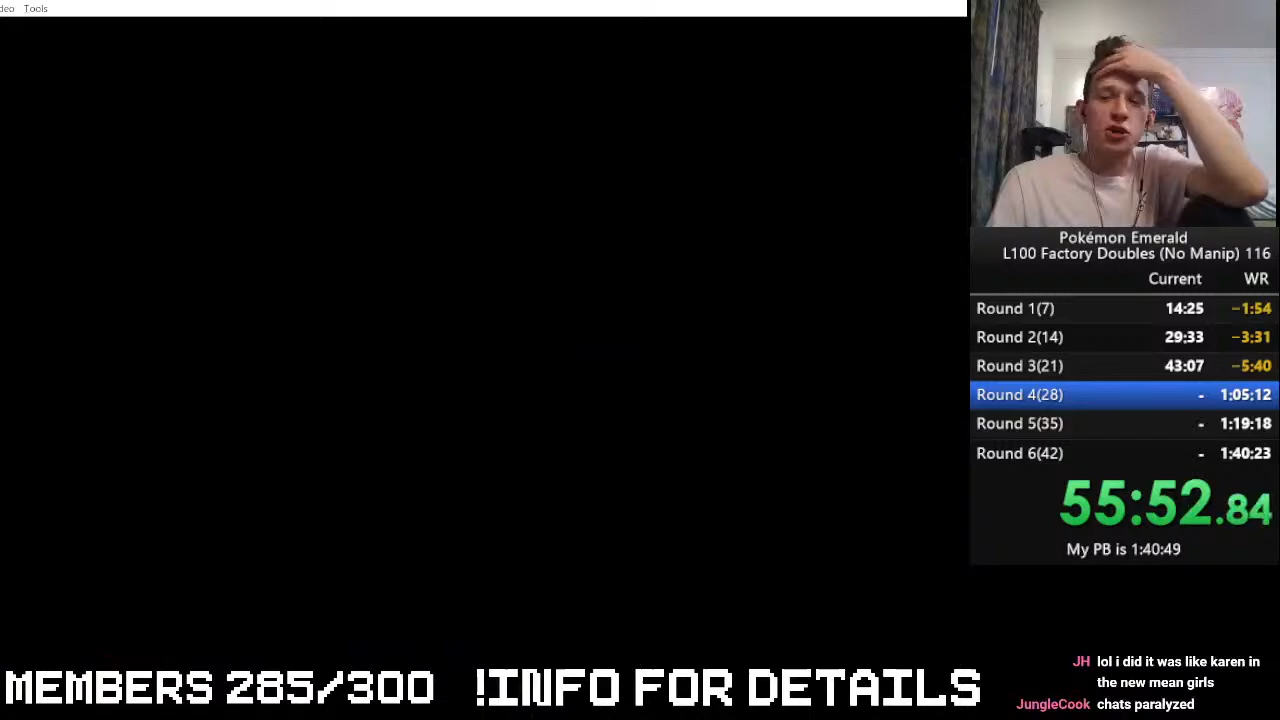 deo Tools
Pokémon Emerald
L100 Factory Doubles (No Manip) 116
Current WR
Round 1(7) 14:25 −1:54
Round 2(14) 29:33 −3:31
Round 3(21) 43:07 −5:40
Round 4(28) - 1:05:12
Round 5(35) - 1:19:18
Round 6(42) - 1:40:23
55:52.84
My PB is 1:40:49
JH lol i did it was like karen in
the new mean girls
JungleCook chats paralyzed
MEMBERS 285/300 !INFO FOR DETAILS